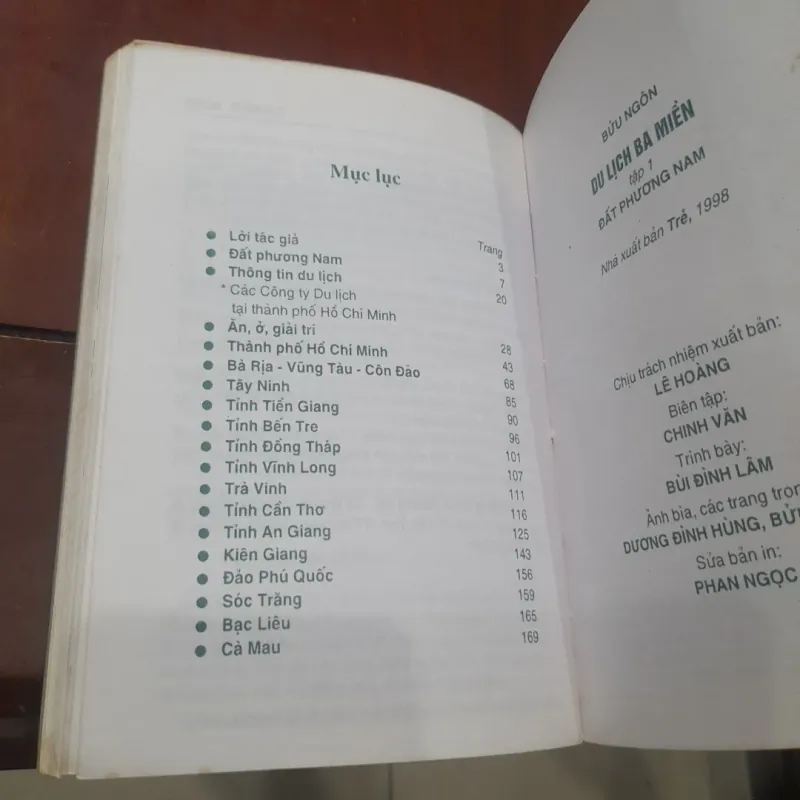 Mục lục
Trang
Lời tác giả 3
Đất phương Nam 7
Thông tin du lịch 20
* Các Công ty Du lịch
tại thành phố Hồ Chí Minh
Ăn, ở, giải trí 28
Thành phố Hồ Chí Minh 43
Bà Rịa - Vũng Tàu - Côn Đảo 68
Tây Ninh 85
Tỉnh Tiền Giang 90
Tỉnh Bến Tre 96
Tỉnh Đồng Tháp 101
Tỉnh Vĩnh Long 107
Trà Vinh 111
Tỉnh Cần Thơ 116
Tỉnh An Giang 125
Kiên Giang 143
Đảo Phú Quốc 156
Sóc Trăng 159
Bạc Liêu 165
Cà Mau 169
BỬU NGÔN
DU LỊCH BA MIỀN
tập 1
ĐẤT PHƯƠNG NAM
Nhà xuất bản Trẻ, 1998
Chịu trách nhiệm xuất bản:
LÊ HOÀNG
Biên tập:
CHINH VĂN
Trình bày:
BÙI ĐÌNH LÂM
Ảnh bìa, các trang
DƯƠNG ĐÌNH HÙNG,
Sửa bản in:
PHAN NGỌC